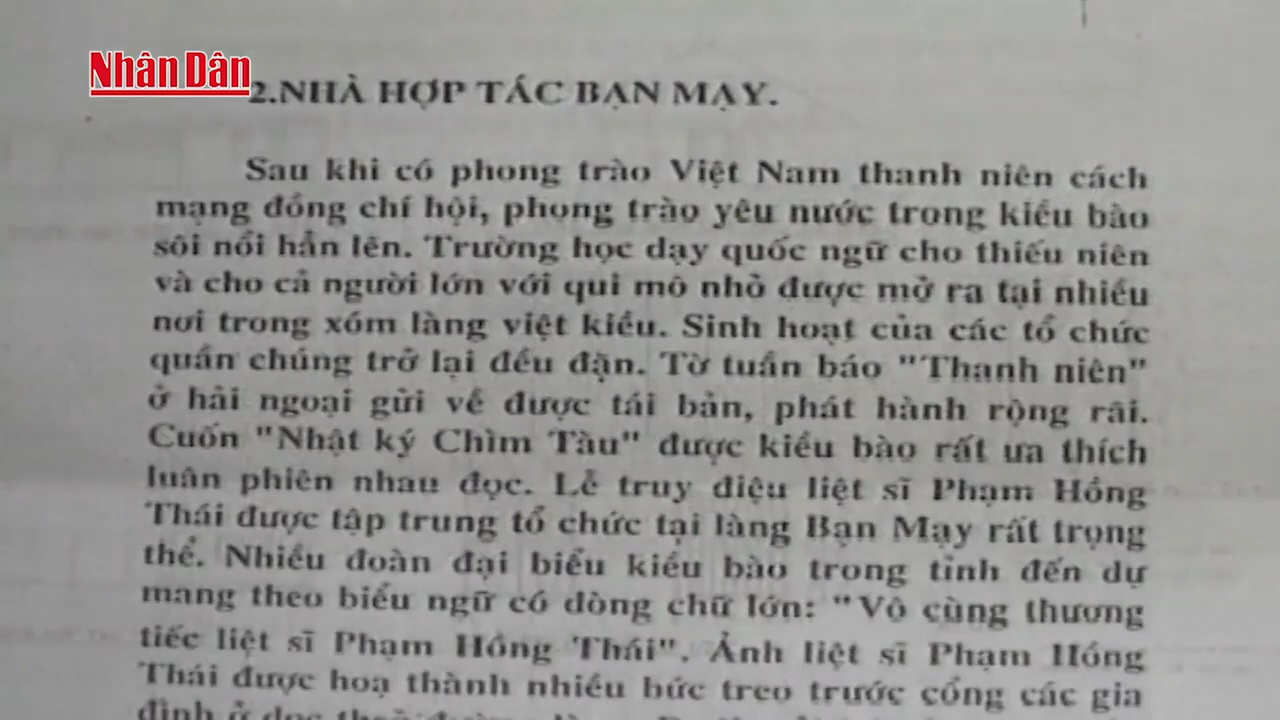 Nhân Dân
2.NHÀ HỢP TÁC BẠN MẠY.
Sau khi có phong trào Việt Nam thanh niên cách
mạng đồng chí hội, phong trào yêu nước trong kiều bào
sôi nổi hẳn lên. Trường học dạy quốc ngữ cho thiếu niên
và cho cả người lớn với qui mô nhỏ được mở ra tại nhiều
nơi trong xóm làng việt kiều. Sinh hoạt của các tổ chức
quần chúng trở lại đều đặn. Tờ tuần báo "Thanh niên"
ở hải ngoại gửi về được tái bản, phát hành rộng rãi.
Cuốn "Nhật ký Chìm Tàu" được kiều bào rất ưa thích
luân phiên nhau đọc. Lễ truy điệu liệt sĩ Phạm Hồng
Thái được tập trung tổ chức tại làng Bạn Mạy rất trọng
thể. Nhiều đoàn đại biểu kiều bào trong tỉnh đến dự
mang theo biểu ngữ có dòng chữ lớn: "Vô cùng thương
tiếc liệt sĩ Phạm Hồng Thái". Ảnh liệt sĩ Phạm Hồng
Thái được hoạ thành nhiều bức treo trước cổng các gia
đình ở dọc theo đường làng